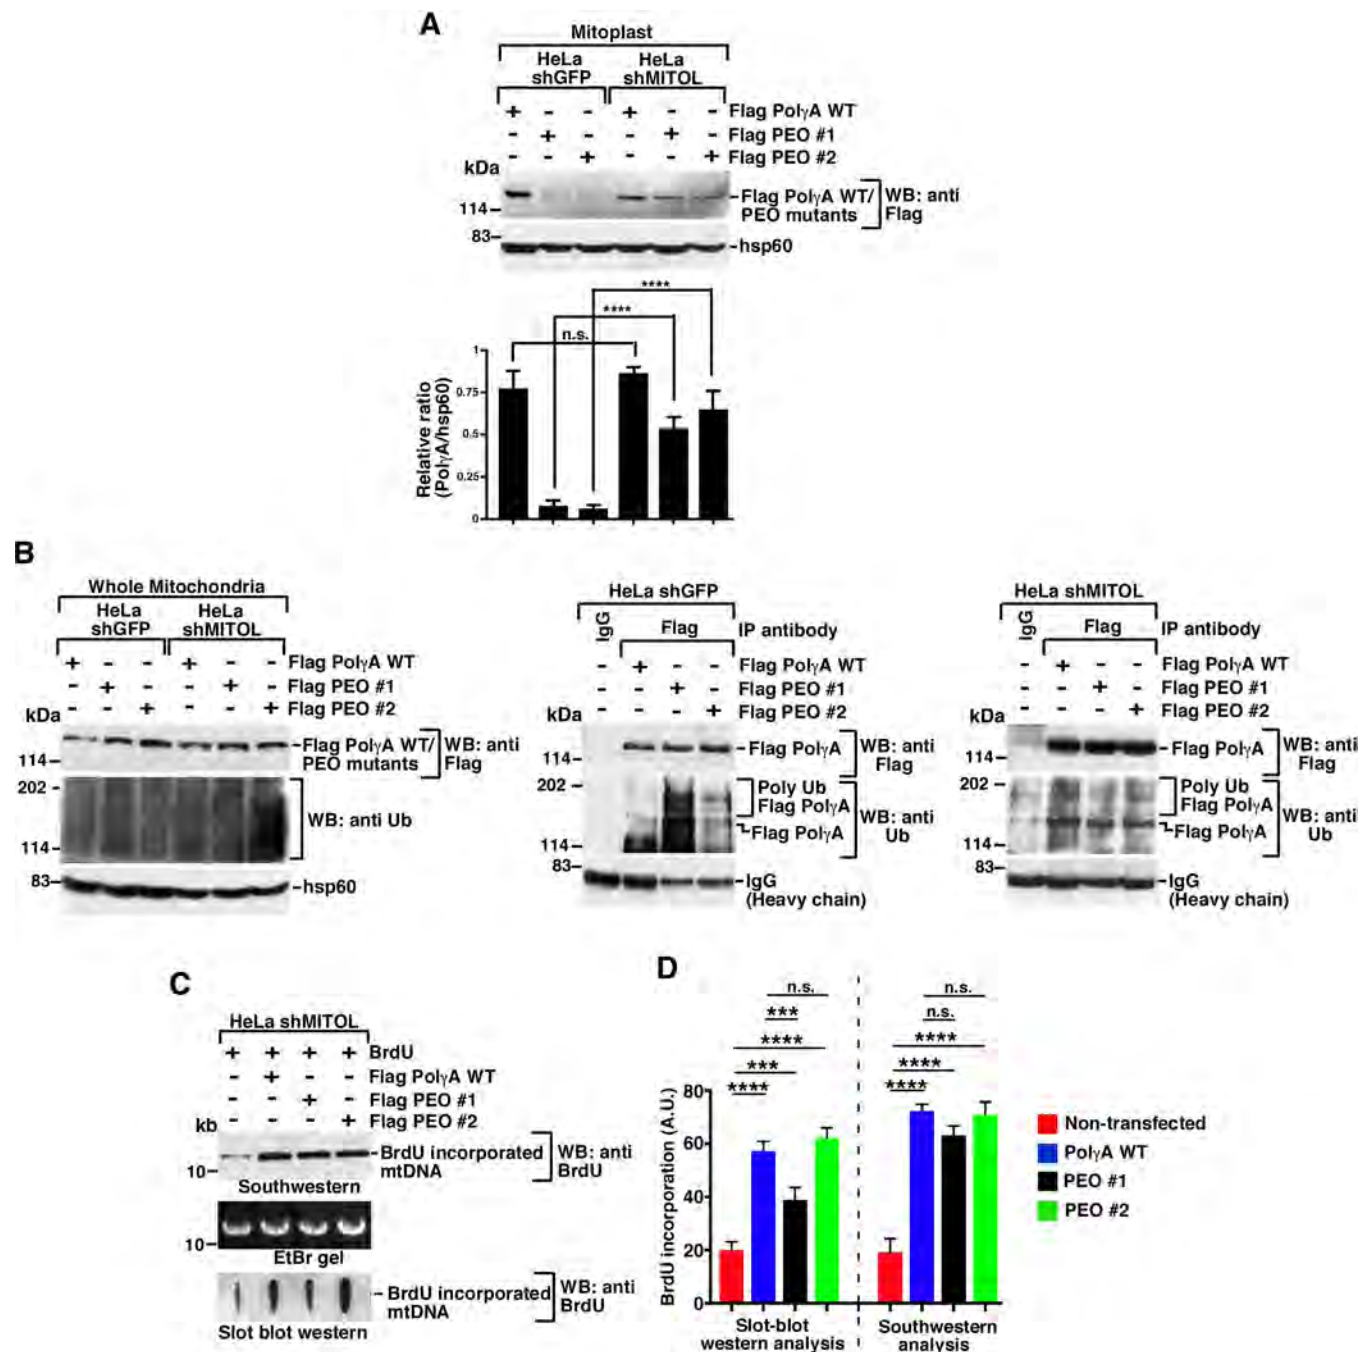 A
Mitoplast
HeLa shGFP
HeLa shMITOL
+ - - + - - Flag PolγA WT
- + - - + - Flag PEO #1
- - + - - + Flag PEO #2
kDa
114
83
Flag PolγA WT/
PEO mutants
WB: anti
Flag
hsp60
****
****
n.s.
1
0.75
0.5
0.25
0
Relative ratio
(PolγA/hsp60)
B
Whole Mitochondria
HeLa shGFP
HeLa shMITOL
+ - - + - - Flag PolγA WT
- + - - + - Flag PEO #1
- - + - - + Flag PEO #2
kDa
114
202
114
83
Flag PolγA WT/
PEO mutants
WB: anti
Flag
WB: anti Ub
hsp60
HeLa shGFP
IgG
Flag
IP antibody
- + - - Flag PolγA WT
- - + - Flag PEO #1
- - - + Flag PEO #2
kDa
114
202
114
83
Flag PolγA
WB: anti
Flag
Poly Ub
Flag PolγA
Flag PolγA
WB: anti
Ub
IgG
(Heavy chain)
HeLa shMITOL
IgG
Flag
IP antibody
- + - - Flag PolγA WT
- - + - Flag PEO #1
- - - + Flag PEO #2
kDa
114
202
114
83
Flag PolγA
WB: anti
Flag
Poly Ub
Flag PolγA
Flag PolγA
WB: anti
Ub
IgG
(Heavy chain)
C
HeLa shMITOL
+ + + + BrdU
- + - - Flag PolγA WT
- - + - Flag PEO #1
- - - + Flag PEO #2
kb
10
BrdU incorporated
mtDNA
WB: anti
BrdU
Southwestern
10
EtBr gel
BrdU incorporated
mtDNA
WB: anti
BrdU
Slot blot western
D
n.s.
***
****
***
****
n.s.
n.s.
****
****
****
80
60
40
20
0
BrdU incorporation (A.U.)
Slot-blot
western analysis
Southwestern
analysis
Non-transfected
PolγA WT
PEO #1
PEO #2